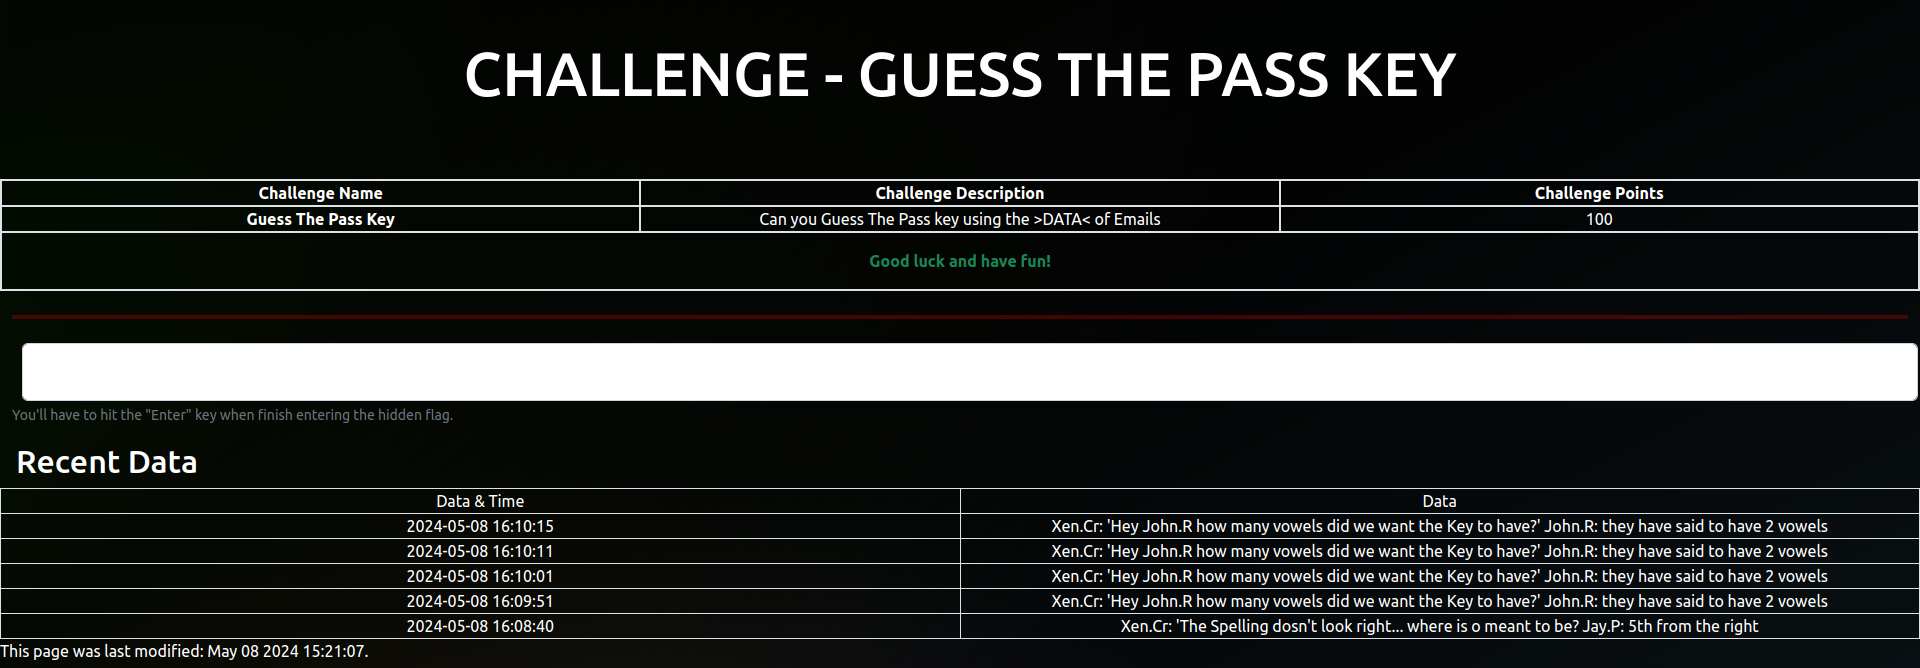 CHALLENGE - GUESS THE PASS KEY
Challenge Name Challenge Description Challenge Points
Guess The Pass Key Can you Guess The Pass key using the >DATA< of Emails 100
Good luck and have fun!
You'll have to hit the "Enter" key when finish entering the hidden flag.
Recent Data
Data & Time Data
2024-05-08 16:10:15 Xen.Cr: 'Hey John.R how many vowels did we want the Key to have?' John.R: they have said to have 2 vowels
2024-05-08 16:10:11 Xen.Cr: 'Hey John.R how many vowels did we want the Key to have?' John.R: they have said to have 2 vowels
2024-05-08 16:10:01 Xen.Cr: 'Hey John.R how many vowels did we want the Key to have?' John.R: they have said to have 2 vowels
2024-05-08 16:09:51 Xen.Cr: 'Hey John.R how many vowels did we want the Key to have?' John.R: they have said to have 2 vowels
2024-05-08 16:08:40 Xen.Cr: 'The Spelling dosn't look right... where is o meant to be? Jay.P: 5th from the right
This page was last modified: May 08 2024 15:21:07.